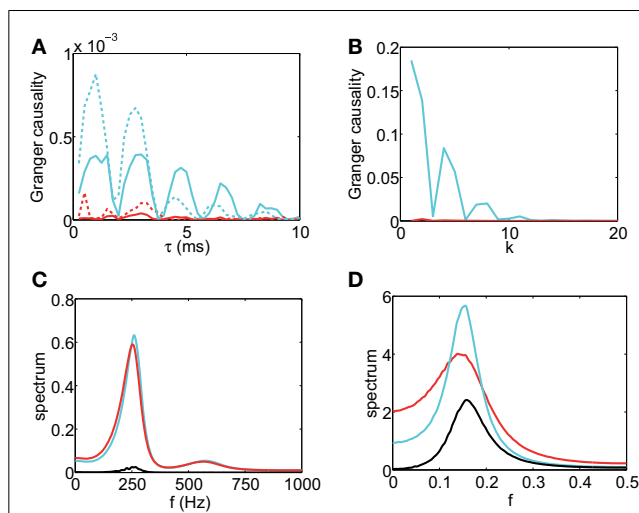 A
x 10⁻³
1
0.5
0
Granger causality
0 5 10
τ (ms)
B
0.2
0.15
0.1
0.05
0
Granger causality
0 10 20
k
C
0.8
0.6
0.4
0.2
0
spectrum
0 250 500 750 1000
f (Hz)
D
6
4
2
0
spectrum
0 0.1 0.2 0.3 0.4 0.5
f